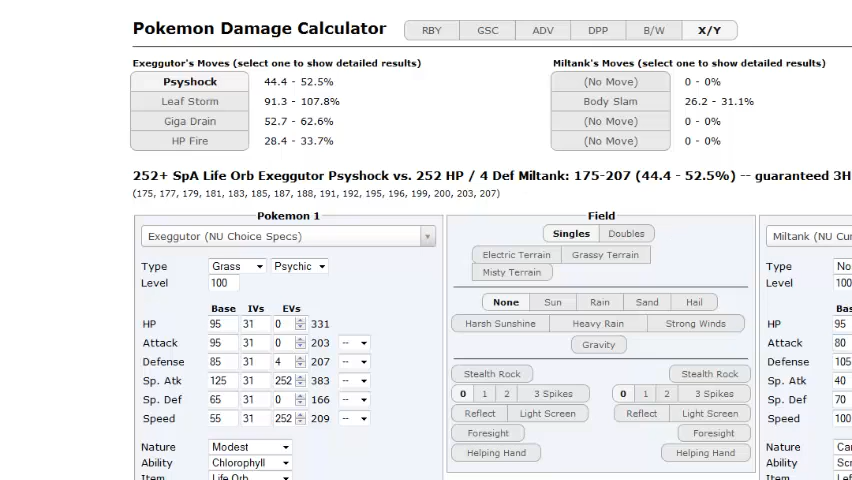 Pokemon Damage Calculator RBY GSC ADV DPP B/W X/Y
Exeggutor's Moves (select one to show detailed results) Miltank's Moves (select one to show detailed results)
Psyshock 44.4 - 52.5% (No Move) 0 - 0%
Leaf Storm 91.3 - 107.8% Body Slam 26.2 - 31.1%
Giga Drain 52.7 - 62.6% (No Move) 0 - 0%
HP Fire 28.4 - 33.7% (No Move) 0 - 0%
252+ SpA Life Orb Exeggutor Psyshock vs. 252 HP / 4 Def Miltank: 175-207 (44.4 - 52.5%) -- guaranteed 3H
(175, 177, 179, 181, 183, 185, 187, 188, 191, 192, 195, 196, 199, 200, 203, 207)
Pokemon 1 Field
Exeggutor (NU Choice Specs) Singles Doubles Miltank (NU Cu
Electric Terrain Grassy Terrain
Type Grass Psychic Misty Terrain Type No
Level 100 Level 100
Base IVs EVs None Sun Rain Sand Hail Bas
HP 95 31 0 331 Harsh Sunshine Heavy Rain Strong Winds HP 95
Attack 95 31 0 203 -- Gravity Attack 80
Defense 85 31 4 207 -- Defense 105
Sp. Atk 125 31 252 383 -- Stealth Rock Stealth Rock Sp. Atk 40
0 1 2 3 Spikes 0 1 2 3 Spikes
Sp. Def 65 31 0 166 -- Sp. Def 70
Speed 55 31 252 209 -- Reflect Light Screen Reflect Light Screen Speed 100
Foresight Foresight
Nature Modest Helping Hand Helping Hand Nature Ca
Ability Chlorophyll Ability Sc
Item Life Orb Item Lef